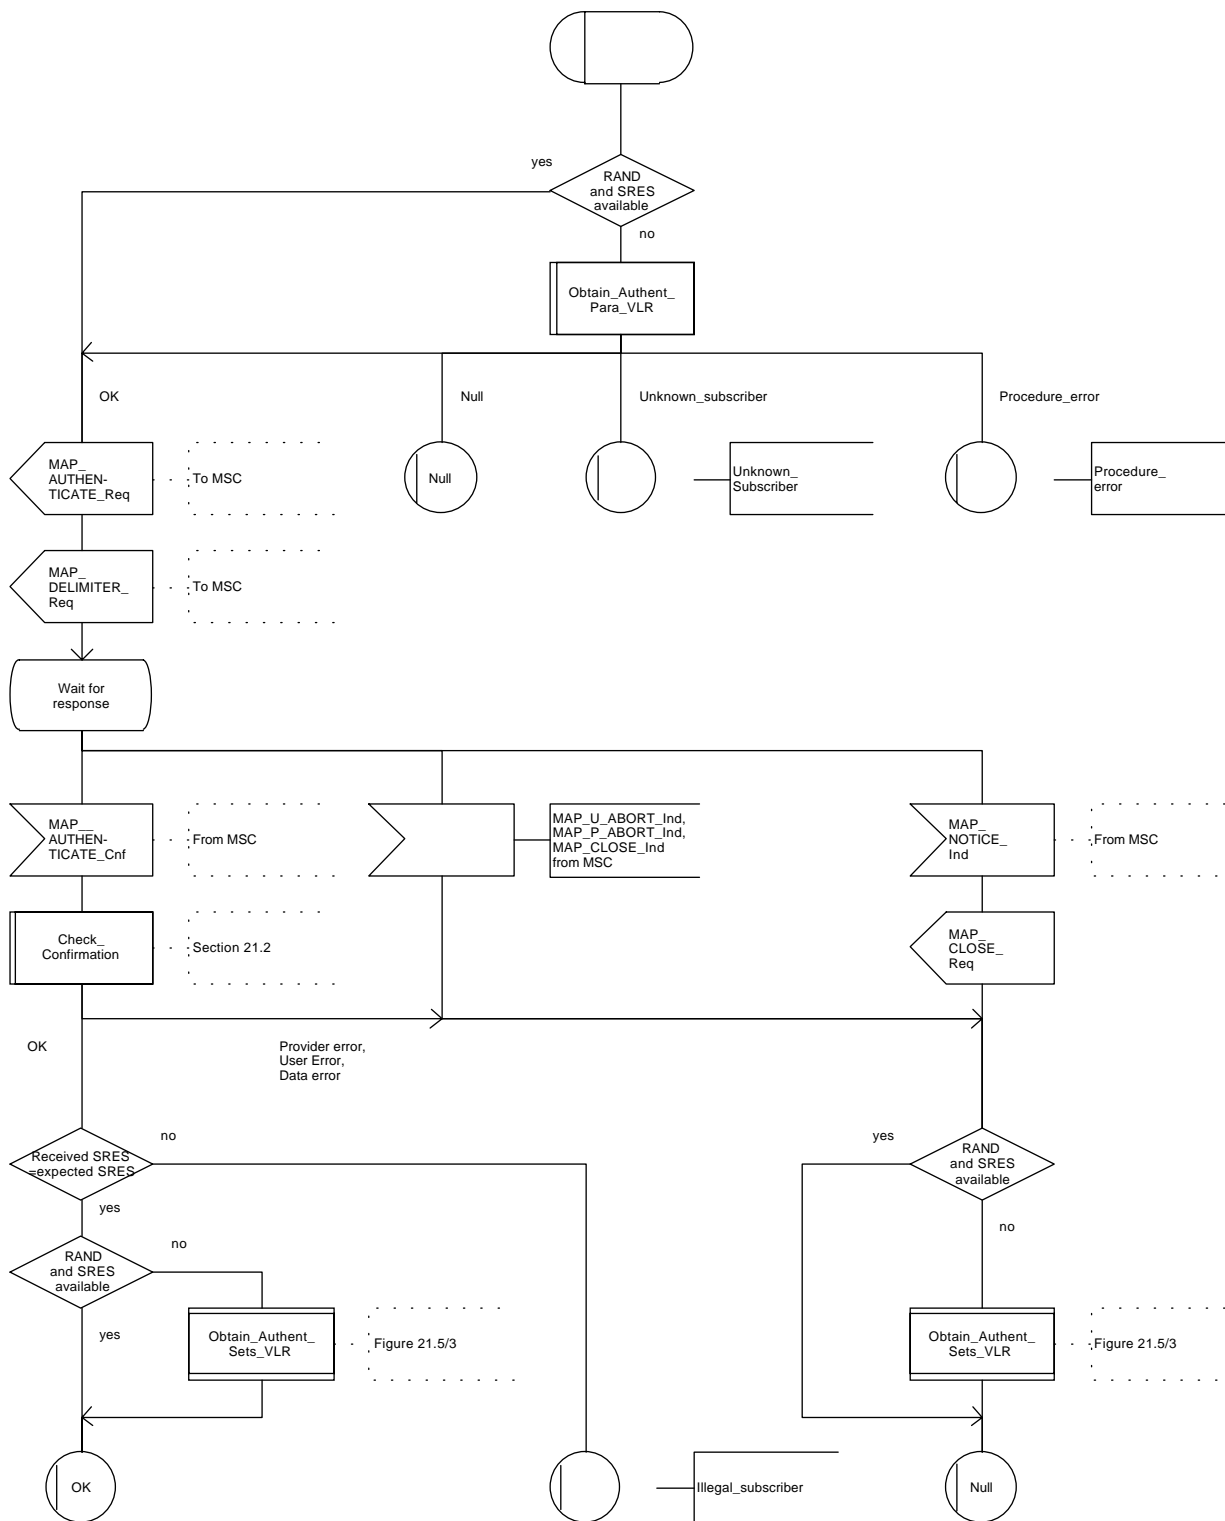 yes
RAND
and SRES
available
no
Obtain_Authent_
Para_VLR
OK
Null
Unknown_subscriber
Procedure_error
MAP_
AUTHEN-
TICATE_Req
To MSC
Null
Unknown_
Subscriber
Procedure_
error
MAP_
DELIMITER_
Req
To MSC
Wait for
response
MAP__
AUTHEN-
TICATE_Cnf
From MSC
MAP_U_ABORT_Ind,
MAP_P_ABORT_Ind,
MAP_CLOSE_Ind
from MSC
MAP_
NOTICE_
Ind
From MSC
Check_
Confirmation
Section 21.2
MAP_
CLOSE_
Req
OK
Provider error,
User Error,
Data error
no
Received SRES
=expected SRES
yes
yes
RAND
and SRES
available
no
no
RAND
and SRES
available
yes
Obtain_Authent_
Sets_VLR
Figure 21.5/3
Obtain_Authent_
Sets_VLR
Figure 21.5/3
OK
Illegal_subscriber
Null